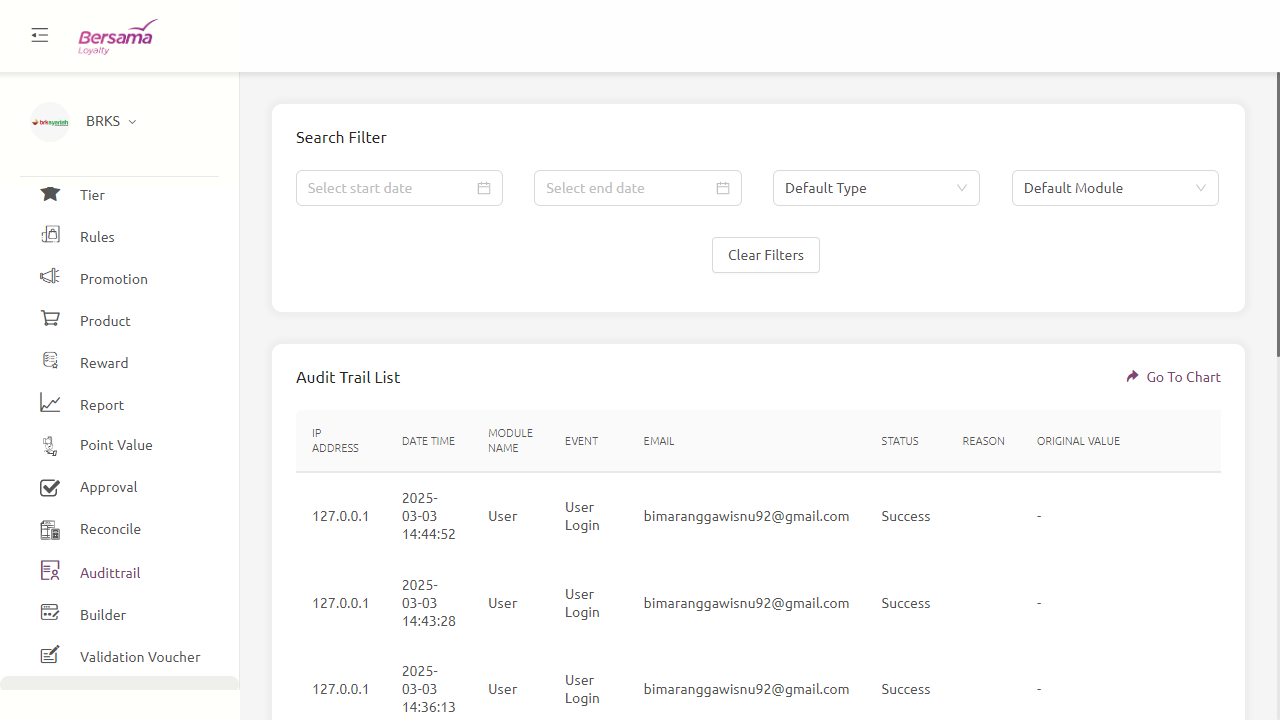 Bersama
Loyalty
brksyariah
BRKS
Tier
Rules
Promotion
Product
Reward
Report
Point Value
Approval
Reconcile
Audittrail
Builder
Validation Voucher
Search Filter
Select start date
Select end date
Default Type
Default Module
Clear Filters
Audit Trail List
Go To Chart
IP ADDRESS DATE TIME MODULE NAME EVENT EMAIL STATUS REASON ORIGINAL VALUE
127.0.0.1 2025-03-03 14:44:52 User User Login bimaranggawisnu92@gmail.com Success -
127.0.0.1 2025-03-03 14:43:28 User User Login bimaranggawisnu92@gmail.com Success -
127.0.0.1 2025-03-03 14:36:13 User User Login bimaranggawisnu92@gmail.com Success -